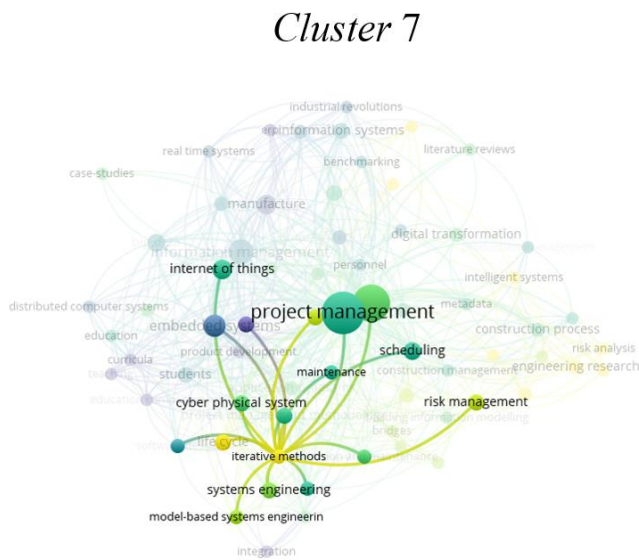 Cluster 7
industrial revolutions
information systems
real time systems
benchmarking
literature reviews
case-studies
manufacture
digital transformation
information management
internet of things
personnel
intelligent systems
distributed computer systems
project management
metadata
embedded systems
construction process
education
product development
scheduling
risk analysis
curricula
students
maintenance
construction management
engineering research
cyber physical system
risk management
bridges
life cycle
iterative methods
systems engineering
model-based systems engineerin
integration